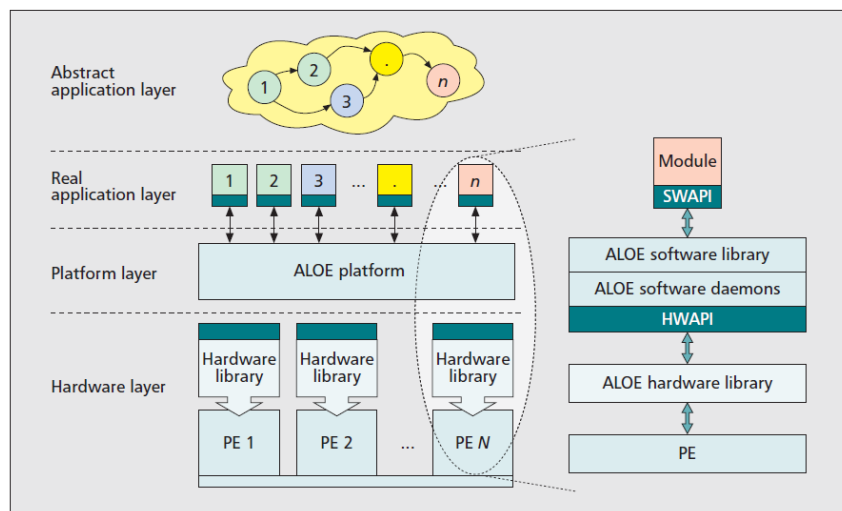 Abstract
application layer
1
2
3
.
n
Real
application layer
1
2
3
...
.
...
n
Platform layer
ALOE platform
Hardware layer
Hardware
library
Hardware
library
Hardware
library
PE 1
PE 2
...
PE N
Module
SWAPI
ALOE software library
ALOE software daemons
HWAPI
ALOE hardware library
PE